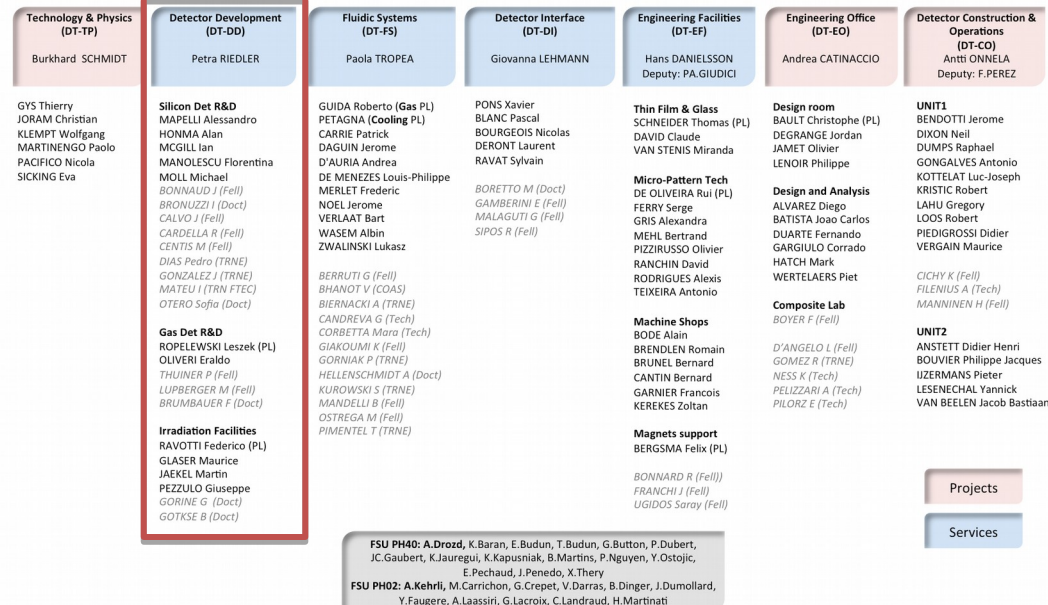 Technology & Physics
(DT-TP)
Burkhard SCHMIDT
GYS Thierry
JORAM Christian
KLEMPT Wolfgang
MARTINENGO Paolo
PACIFICO Nicola
SICKING Eva
Detector Development
(DT-DD)
Petra RIEDLER
Silicon Det R&D
MAPELLI Alessandro
HONMA Alan
MCGILL Ian
MANOLESCU Florentina
MOLL Michael
BONNAUD J (Fell)
BRONUZZI I (Doct)
CALVO J (Fell)
CARDELLA R (Fell)
CENTIS M (Fell)
DIAS Pedro (TRNE)
GONZALEZ J (TRNE)
MATEU I (TRN FTEC)
OTERO Sofia (Doct)
Gas Det R&D
ROPELEWSKI Leszek (PL)
OLIVERI Eraldo
THUINER P (Fell)
LUPBERGER M (Fell)
BRUMBAUER F (Doct)
Irradiation Facilities
RAVOTTI Federico (PL)
GLASER Maurice
JAEKEL Martin
PEZZULO Giuseppe
GORINE G (Doct)
GOTKSE B (Doct)
Fluidic Systems
(DT-FS)
Paola TROPEA
GUIDA Roberto (Gas PL)
PETAGNA (Cooling PL)
CARRIE Patrick
DAGUIN Jerome
D'AURIA Andrea
DE MENEZES Louis-Philippe
MERLET Frederic
NOEL Jerome
VERLAAT Bart
WASEM Albin
ZWALINSKI Lukasz
BERRUTI G (Fell)
BHANOT V (COAS)
BIERNACKI A (TRNE)
CANDREVA G (Tech)
CORBETTA Mara (Tech)
GIAKOUMI K (Fell)
GORNIAK P (TRNE)
HELLENSCHMIDT A (Doct)
KUROWSKI S (TRNE)
MANDELLI B (Fell)
OSTREGA M (Fell)
PIMENTEL T (TRNE)
Detector Interface
(DT-DI)
Giovanna LEHMANN
PONS Xavier
BLANC Pascal
BOURGEOIS Nicolas
DERONT Laurent
RAVAT Sylvain
BORETTO M (Doct)
GAMBERINI E (Fell)
MALAGUTI G (Fell)
SIPOS R (Fell)
Engineering Facilities
(DT-EF)
Hans DANIELSSON
Deputy: PA.GIUDICI
Thin Film & Glass
SCHNEIDER Thomas (PL)
DAVID Claude
VAN STENIS Miranda
Micro-Pattern Tech
DE OLIVEIRA Rui (PL)
FERRY Serge
GRIS Alexandra
MEHL Bertrand
PIZZIRUSSO Olivier
RANCHIN David
RODRIGUES Alexis
TEIXEIRA Antonio
Machine Shops
BODE Alain
BRENDLEN Romain
BRUNEL Bernard
CANTIN Bernard
GARNIER Francois
KEREKES Zoltan
Magnets support
BERGSMA Felix (PL)
BONNARD R (Fell))
FRANCHI J (Fell)
UGIDOS Saray (Fell)
Engineering Office
(DT-EO)
Andrea CATINACCIO
Design room
BAULT Christophe (PL)
DEGRANGE Jordan
JAMET Olivier
LENOIR Philippe
Design and Analysis
ALVAREZ Diego
BATISTA Joao Carlos
DUARTE Fernando
GARGIULO Corrado
HATCH Mark
WERTELAERS Piet
Composite Lab
BOYER F (Fell)
D'ANGELO L (Fell)
GOMEZ R (TRNE)
NESS K (Tech)
PELIZZARI A (Tech)
PILORZ E (Tech)
Detector Construction &
Operations
(DT-CO)
Antti ONNELA
Deputy: F.PEREZ
UNIT1
BENDOTTI Jerome
DIXON Neil
DUMPS Raphael
GONGALVES Antonio
KOTTELAT Luc-Joseph
KRISTIC Robert
LAHU Gregory
LOOS Robert
PIEDIGROSSI Didier
VERGAIN Maurice
CICHY K (Fell)
FILENIUS A (Tech)
MANNINEN H (Fell)
UNIT2
ANSTETT Didier Henri
BOUVIER Philippe Jacques
IJZERMANS Pieter
LESENECHAL Yannick
VAN BEELEN Jacob Bastiaan
Projects
Services
FSU PH40: A.Drozd, K.Baran, E.Budun, T.Budun, G.Button, P.Dubert,
JC.Gaubert, K.Jauregui, K.Kapusniak, B.Martins, P.Nguyen, Y.Ostojic,
E.Pechaud, J.Penedo, X.Thery
FSU PH02: A.Kehrli, M.Carrichon, G.Crepet, V.Darras, B.Dinger, J.Dumollard,
Y.Faugere, A.Laassiri, G.Lacroix, C.Landraud, H.Martinati